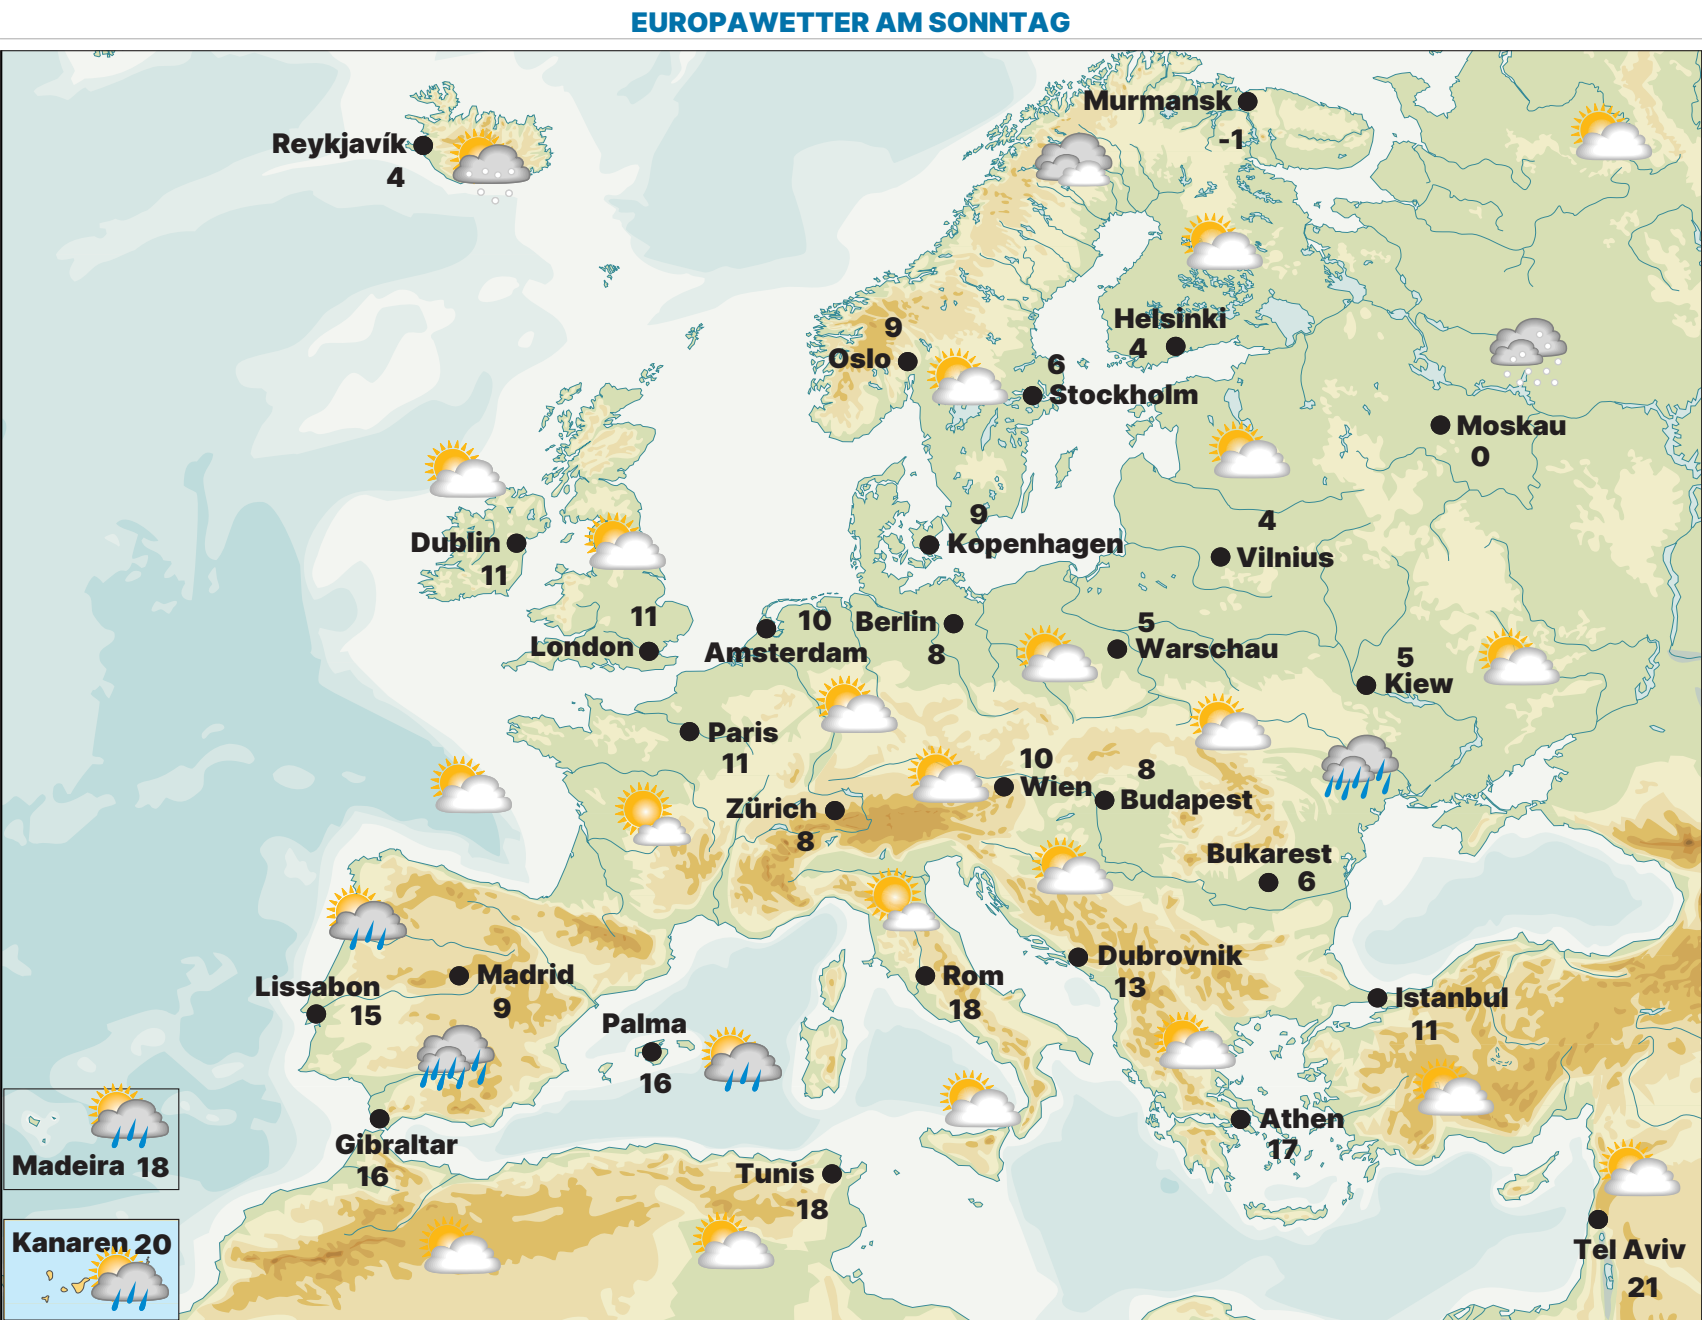 EUROPAWETTER AM SONNTAG
Murmansk
-1
Reykjavík
4
Helsinki
4
9
Oslo
6
Stockholm
Moskau
0
9
Kopenhagen
4
Vilnius
Dublin
11
11
London
10
Amsterdam
Berlin
8
5
Warschau
5
Kiew
Paris
11
10
Wien
8
Budapest
Zürich
8
Bukarest
6
Dubrovnik
13
Madrid
9
Lissabon
15
Rom
18
Istanbul
11
Palma
16
Gibraltar
16
Athen
17
Madeira 18
Tunis
18
Kanaren 20
Tel Aviv
21